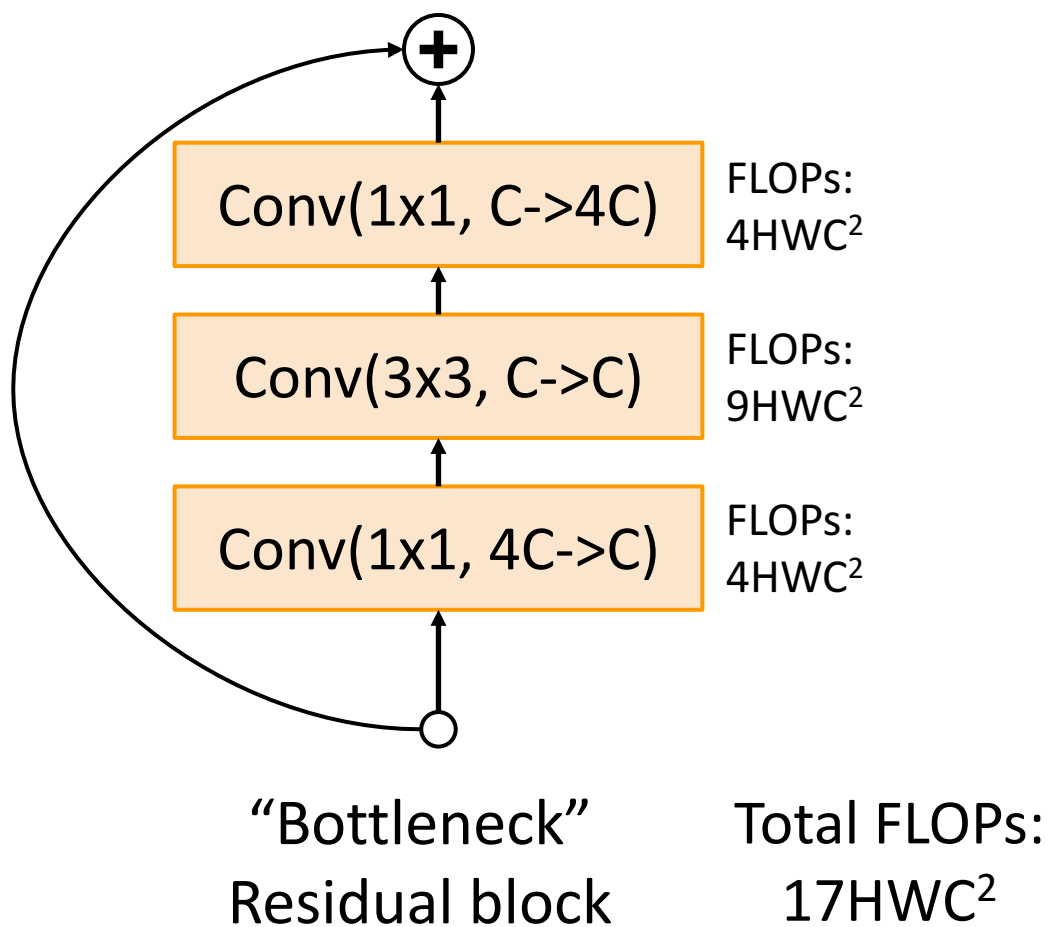 Conv(1x1, C->4C)
FLOPs:
4HWC²
Conv(3x3, C->C)
FLOPs:
9HWC²
Conv(1x1, 4C->C)
FLOPs:
4HWC²
“Bottleneck”
Residual block
Total FLOPs:
17HWC²